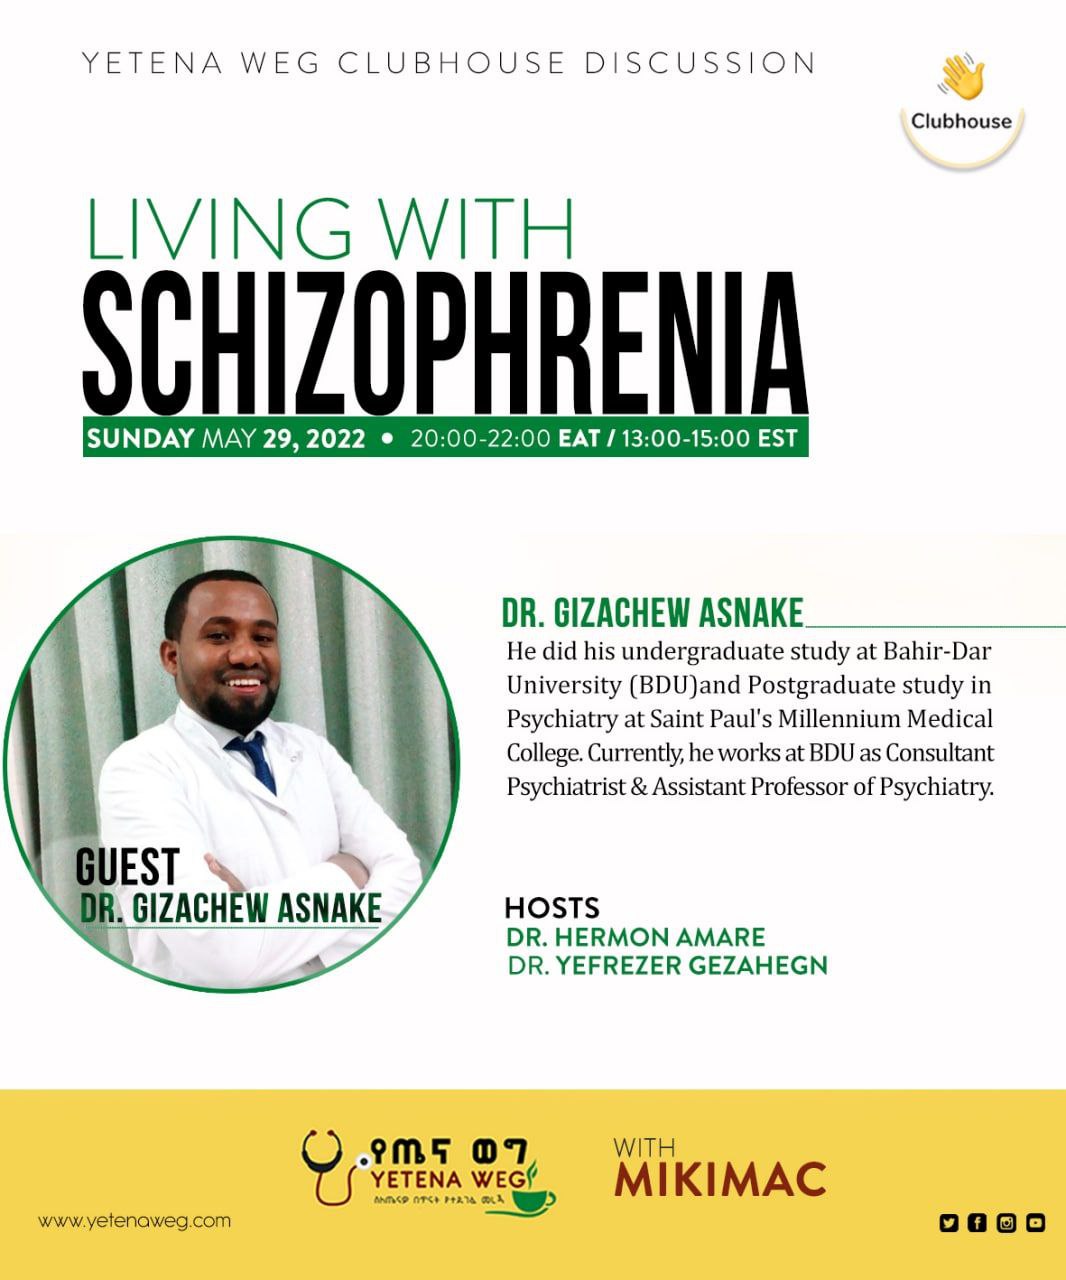 YETENA WEG CLUBHOUSE DISCUSSION
Clubhouse
LIVING WITH
SCHIZOPHRENIA
SUNDAY MAY 29, 2022 • 20:00-22:00 EAT / 13:00-15:00 EST
DR. GIZACHEW ASNAKE
He did his undergraduate study at Bahir-Dar
University (BDU)and Postgraduate study in
Psychiatry at Saint Paul's Millennium Medical
College. Currently, he works at BDU as Consultant
Psychiatrist & Assistant Professor of Psychiatry.
GUEST
DR. GIZACHEW ASNAKE
HOSTS
DR. HERMON AMARE
DR. YEFREZER GEZAHEGN
የጤና ወግ
YETENA WEG
በጥናት የተደገፈ መረጃ
WITH
MIKIMAC
www.yetenaweg.com